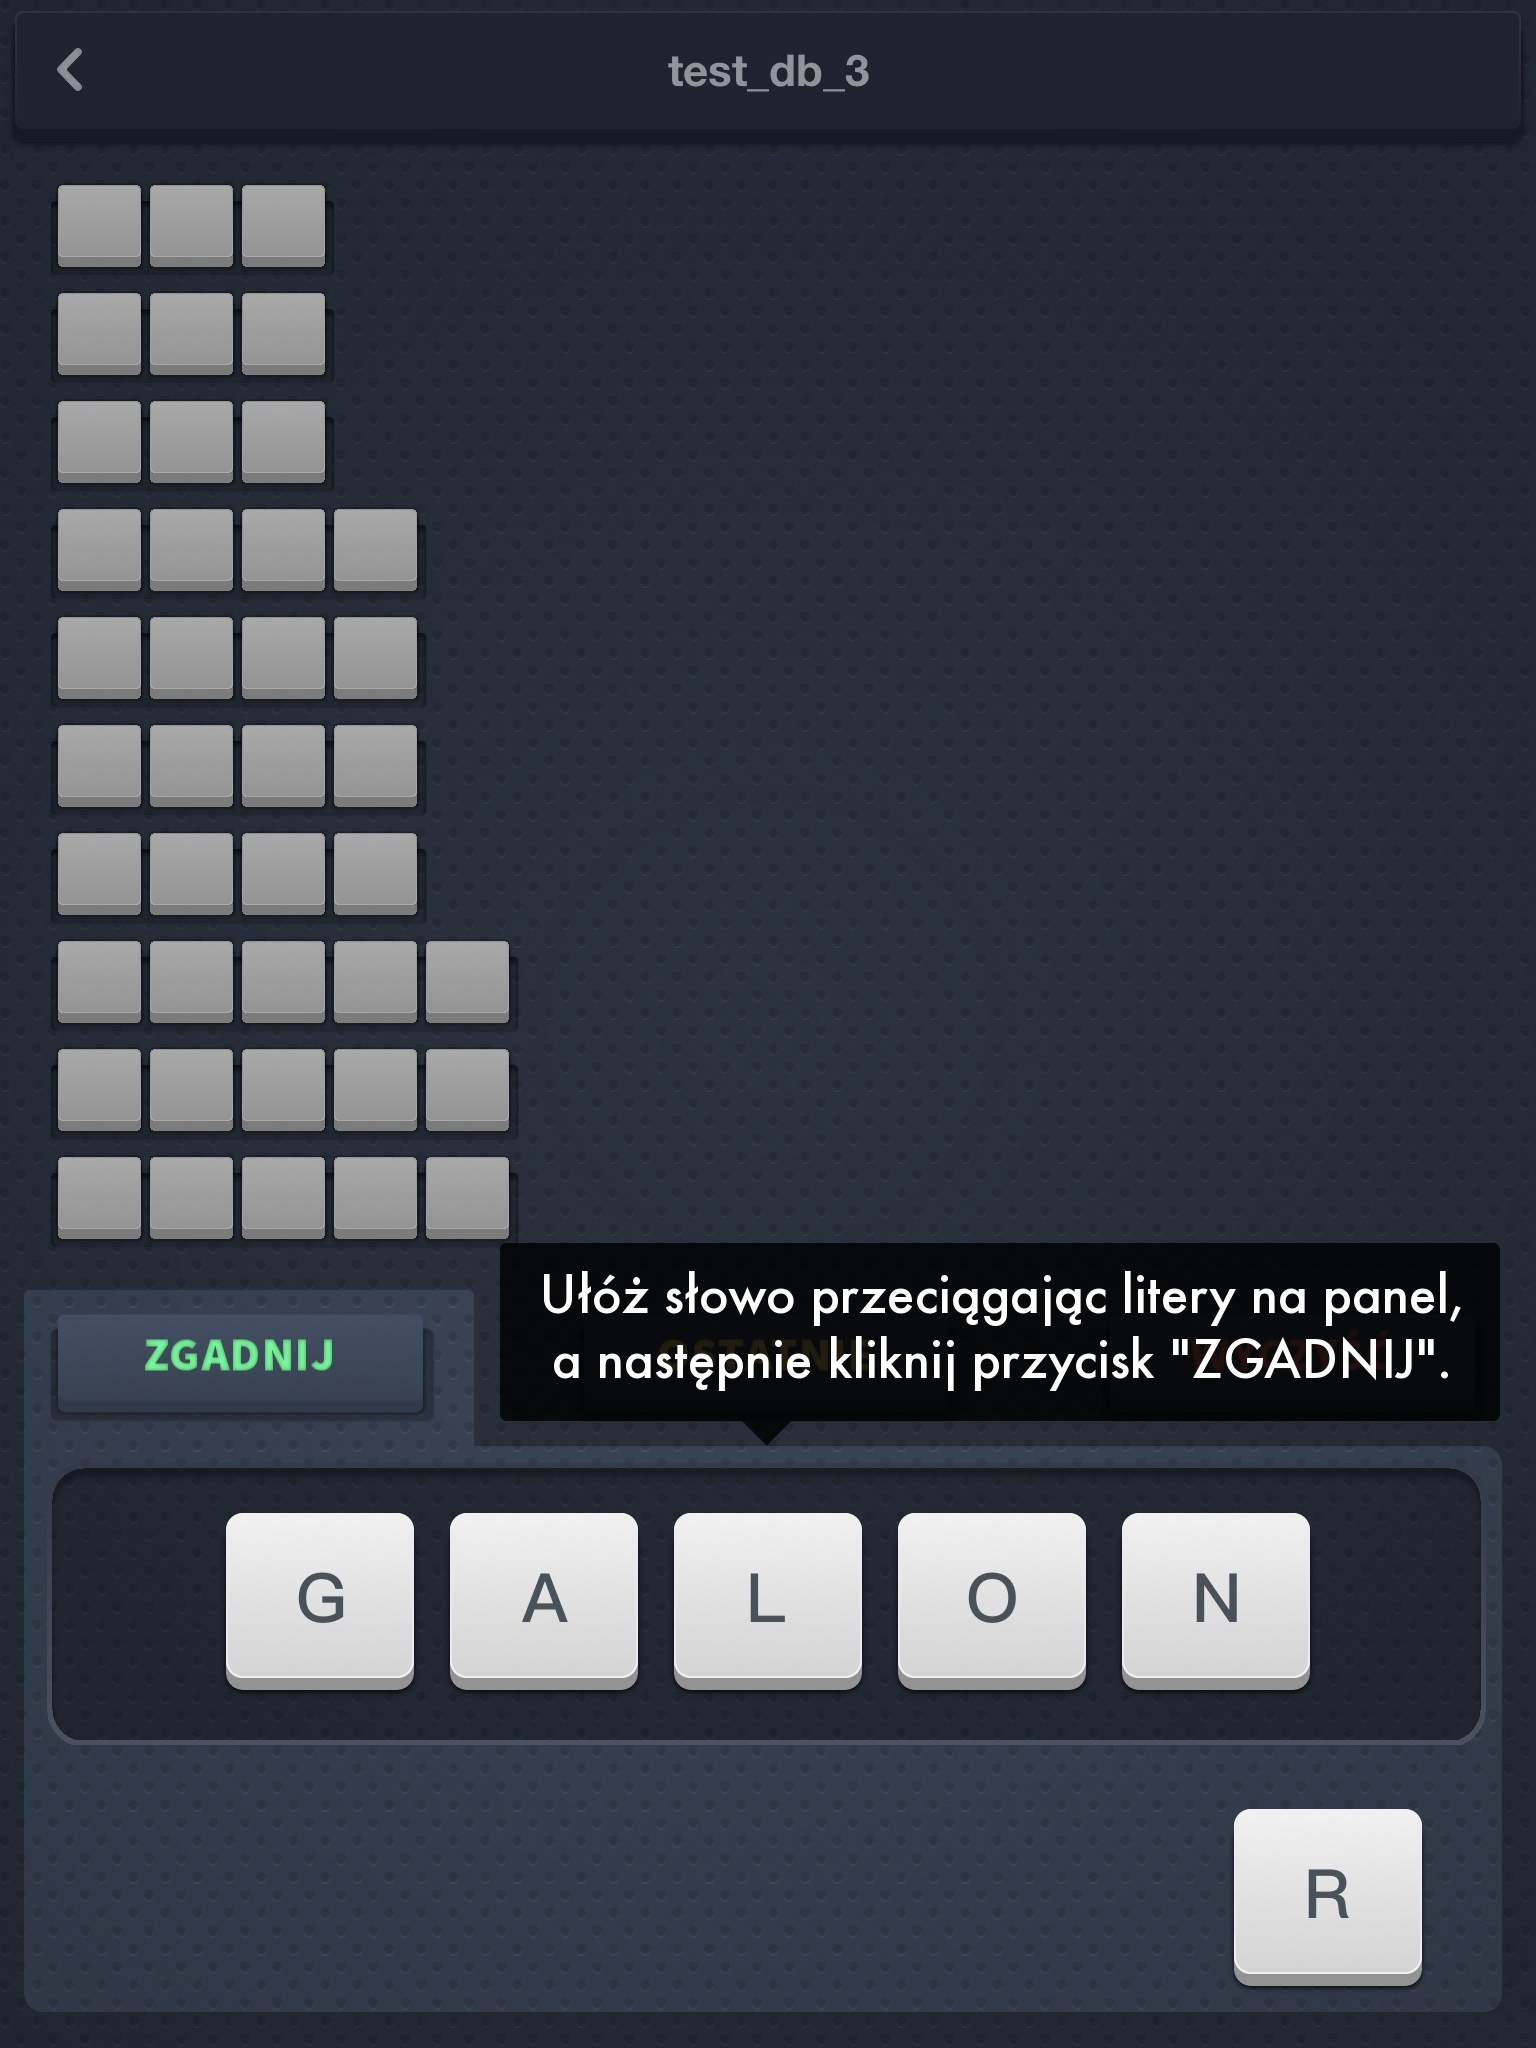 test_db_3
Ułóż słowo przeciągając litery na panel,
a następnie kliknij przycisk "ZGADNIJ".
ZGADNIJ
G A L O N
R